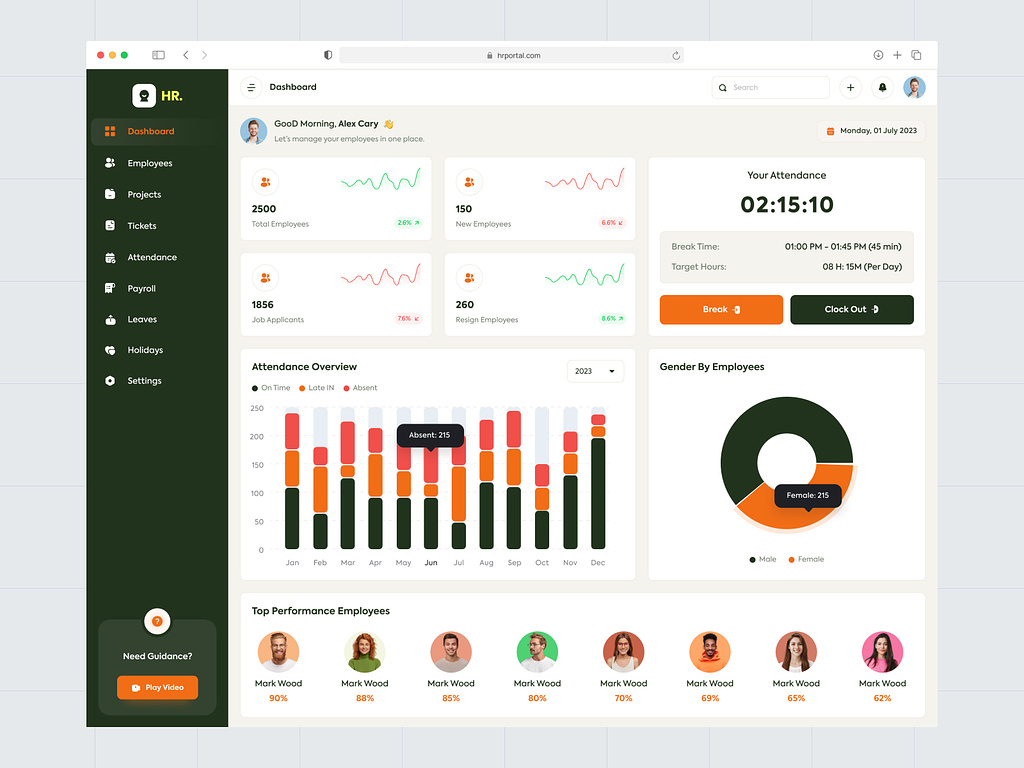 hrportal.com
HR.
Dashboard
Employees
Projects
Tickets
Attendance
Payroll
Leaves
Holidays
Settings
Need Guidance?
Play Video
Dashboard
Search
GooD Morning, Alex Cary 👋
Let's manage your employees in one place.
Monday, 01 July 2023
2500
Total Employees
2.6%
150
New Employees
6.6%
1856
Job Applicants
7.6%
260
Resign Employees
8.6%
Your Attendance
02:15:10
Break Time: 01:00 PM - 01:45 PM (45 min)
Target Hours: 08 H: 15M (Per Day)
Break
Clock Out
Attendance Overview
2023
On Time Late IN Absent
250
200
150
100
50
0
Absent: 215
Jan Feb Mar Apr May Jun Jul Aug Sep Oct Nov Dec
Gender By Employees
Female: 215
Male Female
Top Performance Employees
Mark Wood Mark Wood Mark Wood Mark Wood Mark Wood Mark Wood Mark Wood Mark Wood
90% 88% 85% 80% 70% 69% 65% 62%